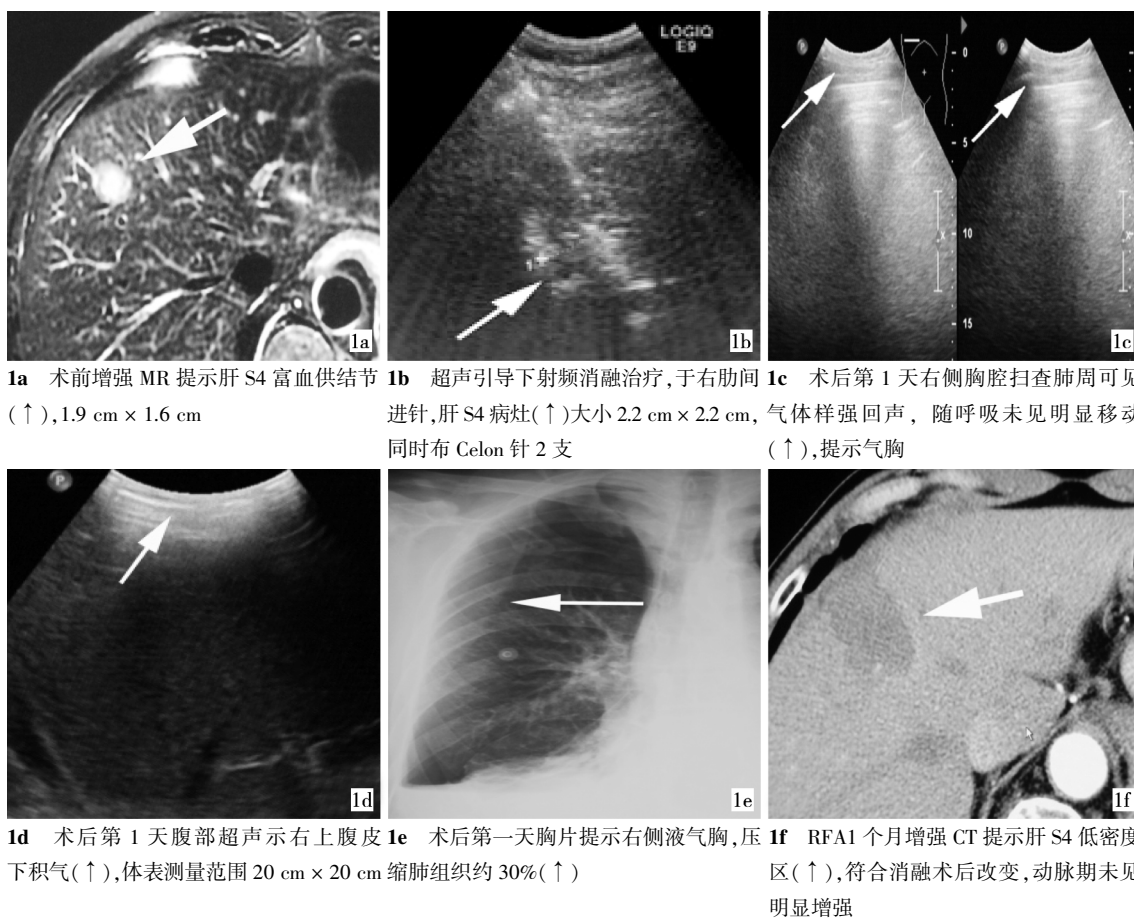 LOGIQ
E9
P
P
0
5
10
15
1
P
1a
1b
1c
1a 术前增强 MR 提示肝 S4 富血供结节
(↑),1.9 cm × 1.6 cm
1b 超声引导下射频消融治疗,于右肋间
进针,肝 S4 病灶(↑)大小 2.2 cm × 2.2 cm,
同时布 Celon 针 2 支
1c 术后第 1 天右侧胸腔扫查肺周可见
气体样强回声, 随呼吸未见明显移动
(↑),提示气胸
1d
1e
1f
1d 术后第 1 天腹部超声示右上腹皮
下积气(↑),体表测量范围 20 cm × 20 cm
1e 术后第一天胸片提示右侧液气胸,压
缩肺组织约 30%(↑)
1f RFA1 个月增强 CT 提示肝 S4 低密度
区(↑),符合消融术后改变,动脉期未见
明显增强